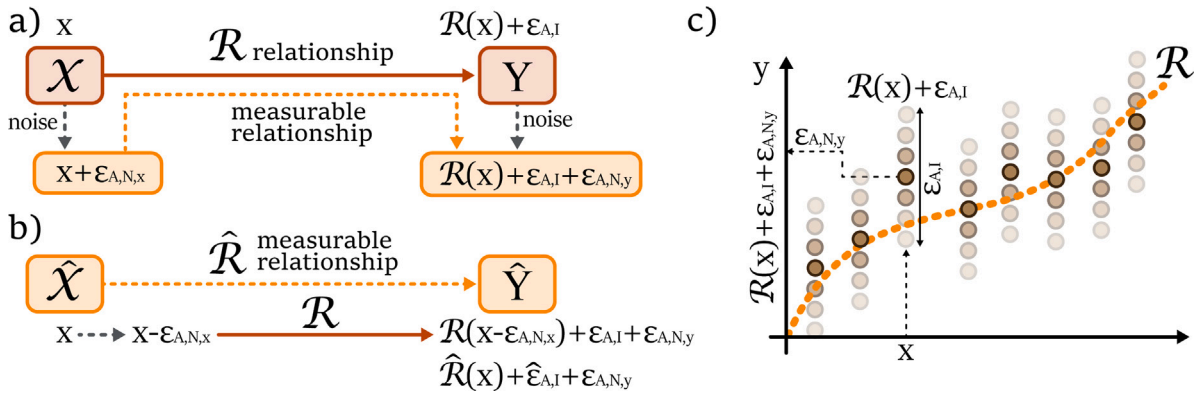 a)
x
ℛ(x)+ε_A,I
𝒳
ℛ relationship
Y
noise
measurable
relationship
noise
x+ε_A,N,x
ℛ(x)+ε_A,I+ε_A,N,y
b)
ℛ̂ measurable
relationship
𝒳̂
Ŷ
x
x-ε_A,N,x
ℛ
ℛ(x-ε_A,N,x)+ε_A,I+ε_A,N,y
ℛ̂(x)+ε̂_A,I+ε_A,N,y
c)
y
ℛ
ℛ(x)+ε_A,I
ε_A,N,y
ε_A,I
ℛ(x)+ε_A,I+ε_A,N,y
x